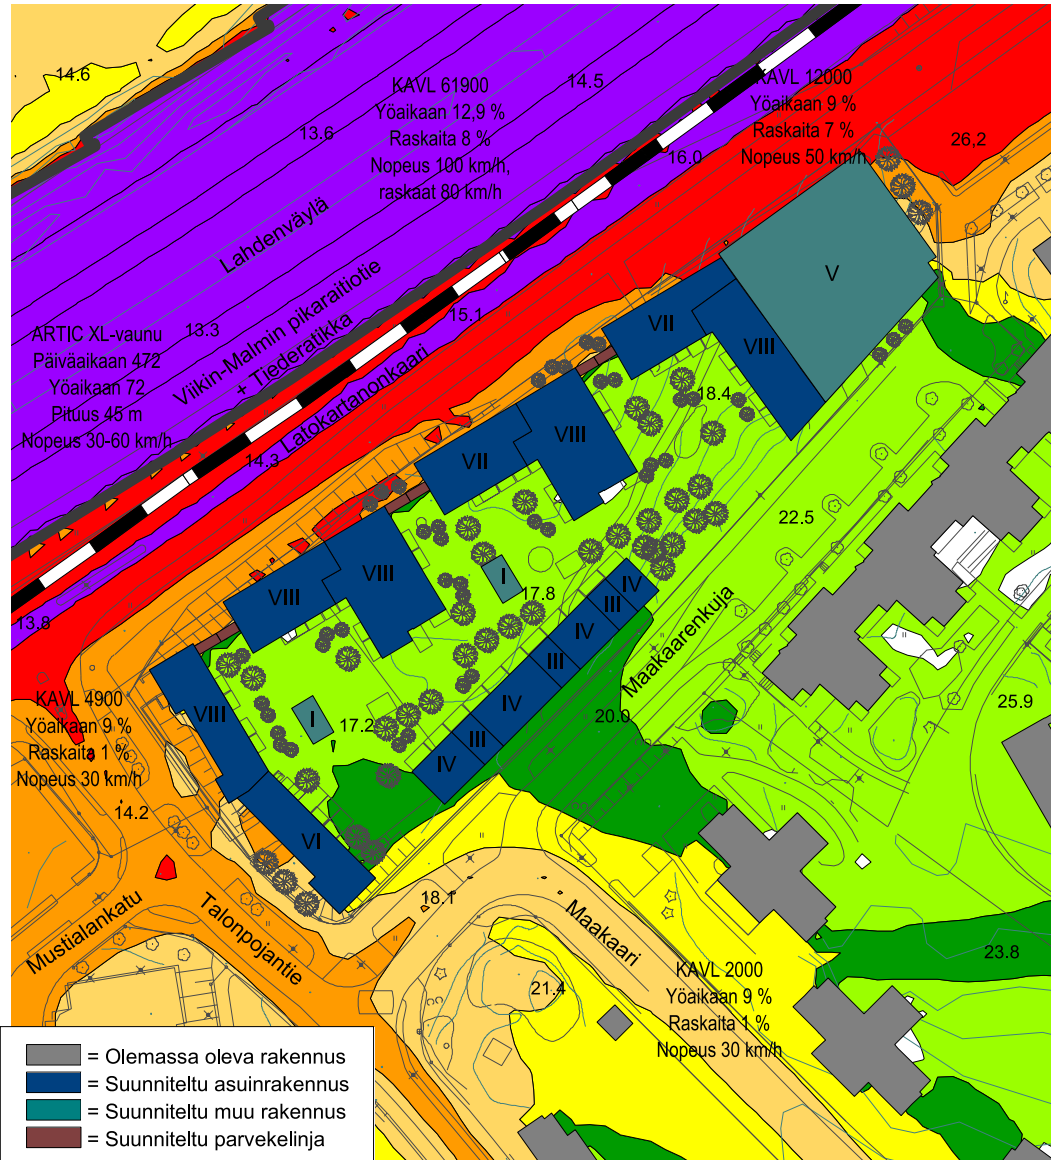 14.6
KAVL 61900
Yöaikaan 12,9 %
Raskaita 8 %
Nopeus 100 km/h,
raskaat 80 km/h
14.5
KAVL 12000
Yöaikaan 9 %
Raskaita 7 %
Nopeus 50 km/h
13.6
16.0
26,2
Lahdenväylä
V
ARTIC XL-vaunu
Päiväaikaan 472
Yöaikaan 72
Pituus 45 m
Nopeus 30-60 km/h
13.3
Viikin-Malmin pikaraitiotie
+ Tiederatikka
15.1
VII
VIII
Latokartanonkaari
14.3
18.4
VII
VIII
22.5
VIII
VIII
I
17.8
IV
III
IV
III
IV
III
IV
13.8
Maakaarenkuja
20.0
25.9
KAVL 4900
Yöaikaan 9 %
Raskaita 1 %
Nopeus 30 km/h
VIII
I
17.2
14.2
VI
18.1
Mustialankatu
Talonpojantie
Maakaari
21.4
23.8
KAVL 2000
Yöaikaan 9 %
Raskaita 1 %
Nopeus 30 km/h
= Olemassa oleva rakennus
= Suunniteltu asuinrakennus
= Suunniteltu muu rakennus
= Suunniteltu parvekelinja